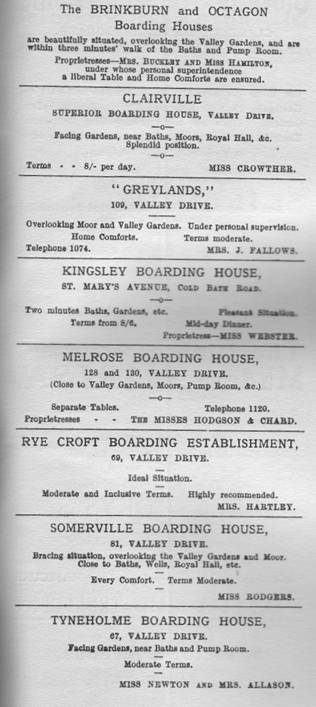 The BRINKBURN and OCTAGON
Boarding Houses
are beautifully situated, overlooking the Valley Gardens, and are
within three minutes' walk of the Baths and Pump Room.
Proprietresses—MRS. BUCKLEY AND MISS HAMILTON,
under whose personal superintendence
a liberal Table and Home Comforts are ensured.
CLAIRVILLE
SUPERIOR BOARDING HOUSE, VALLEY DRIVE.
Facing Gardens, near Baths, Moors, Royal Hall, &c.
Splendid position.
Terms - - 8/- per day. MISS CROWTHER.
"GREYLANDS,"
109, VALLEY DRIVE.
Overlooking Moor and Valley Gardens. Under personal supervision.
Home Comforts. Terms moderate.
Telephone 1074. MRS. J. FALLOWS.
KINGSLEY BOARDING HOUSE,
ST. MARY'S AVENUE, COLD BATH ROAD.
Two minutes Baths, Gardens, etc. Pleasant Situation.
Terms from 8/6. Mid-day Dinner.
Proprietress—MISS WEBSTER.
MELROSE BOARDING HOUSE,
128 and 130, VALLEY DRIVE.
(Close to Valley Gardens, Moors, Pump Room, &c.)
Separate Tables. Telephone 1120.
Proprietresses - - THE MISSES HODGSON & CHARD.
RYE CROFT BOARDING ESTABLISHMENT,
69, VALLEY DRIVE.
Ideal Situation.
Moderate and Inclusive Terms. Highly recommended.
MRS. HARTLEY.
SOMERVILLE BOARDING HOUSE,
81, VALLEY DRIVE.
Bracing situation, overlooking the Valley Gardens and Moor.
Close to Baths, Wells, Royal Hall, etc.
Every Comfort. Terms Moderate.
MISS RODGERS.
TYNEHOLME BOARDING HOUSE,
67, VALLEY DRIVE.
Facing Gardens, near Baths and Pump Room.
Moderate Terms.
MISS NEWTON AND MRS. ALLASON.